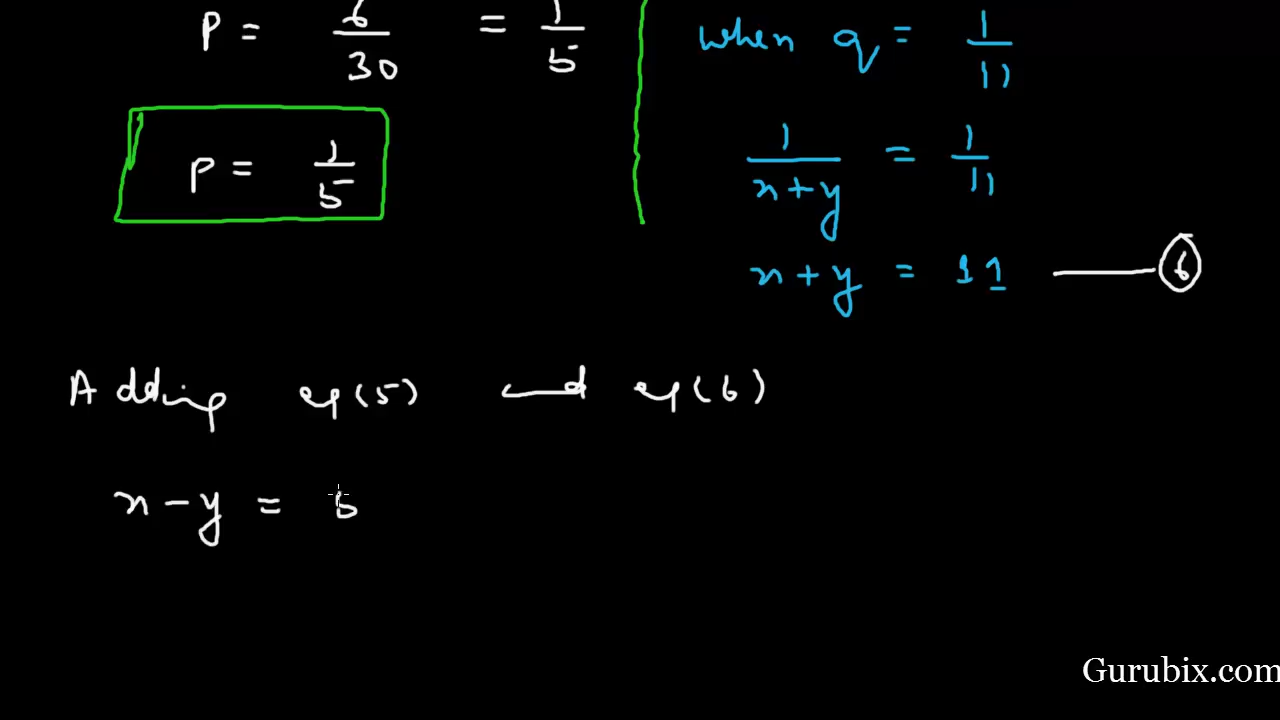 P = 6/30 = 1/5
P = 1/5
when q = 1/11
1/(x+y) = 1/11
x+y = 11 —— 6
Adding eq(5) and eq(6)
x - y = 5
Gurubix.com